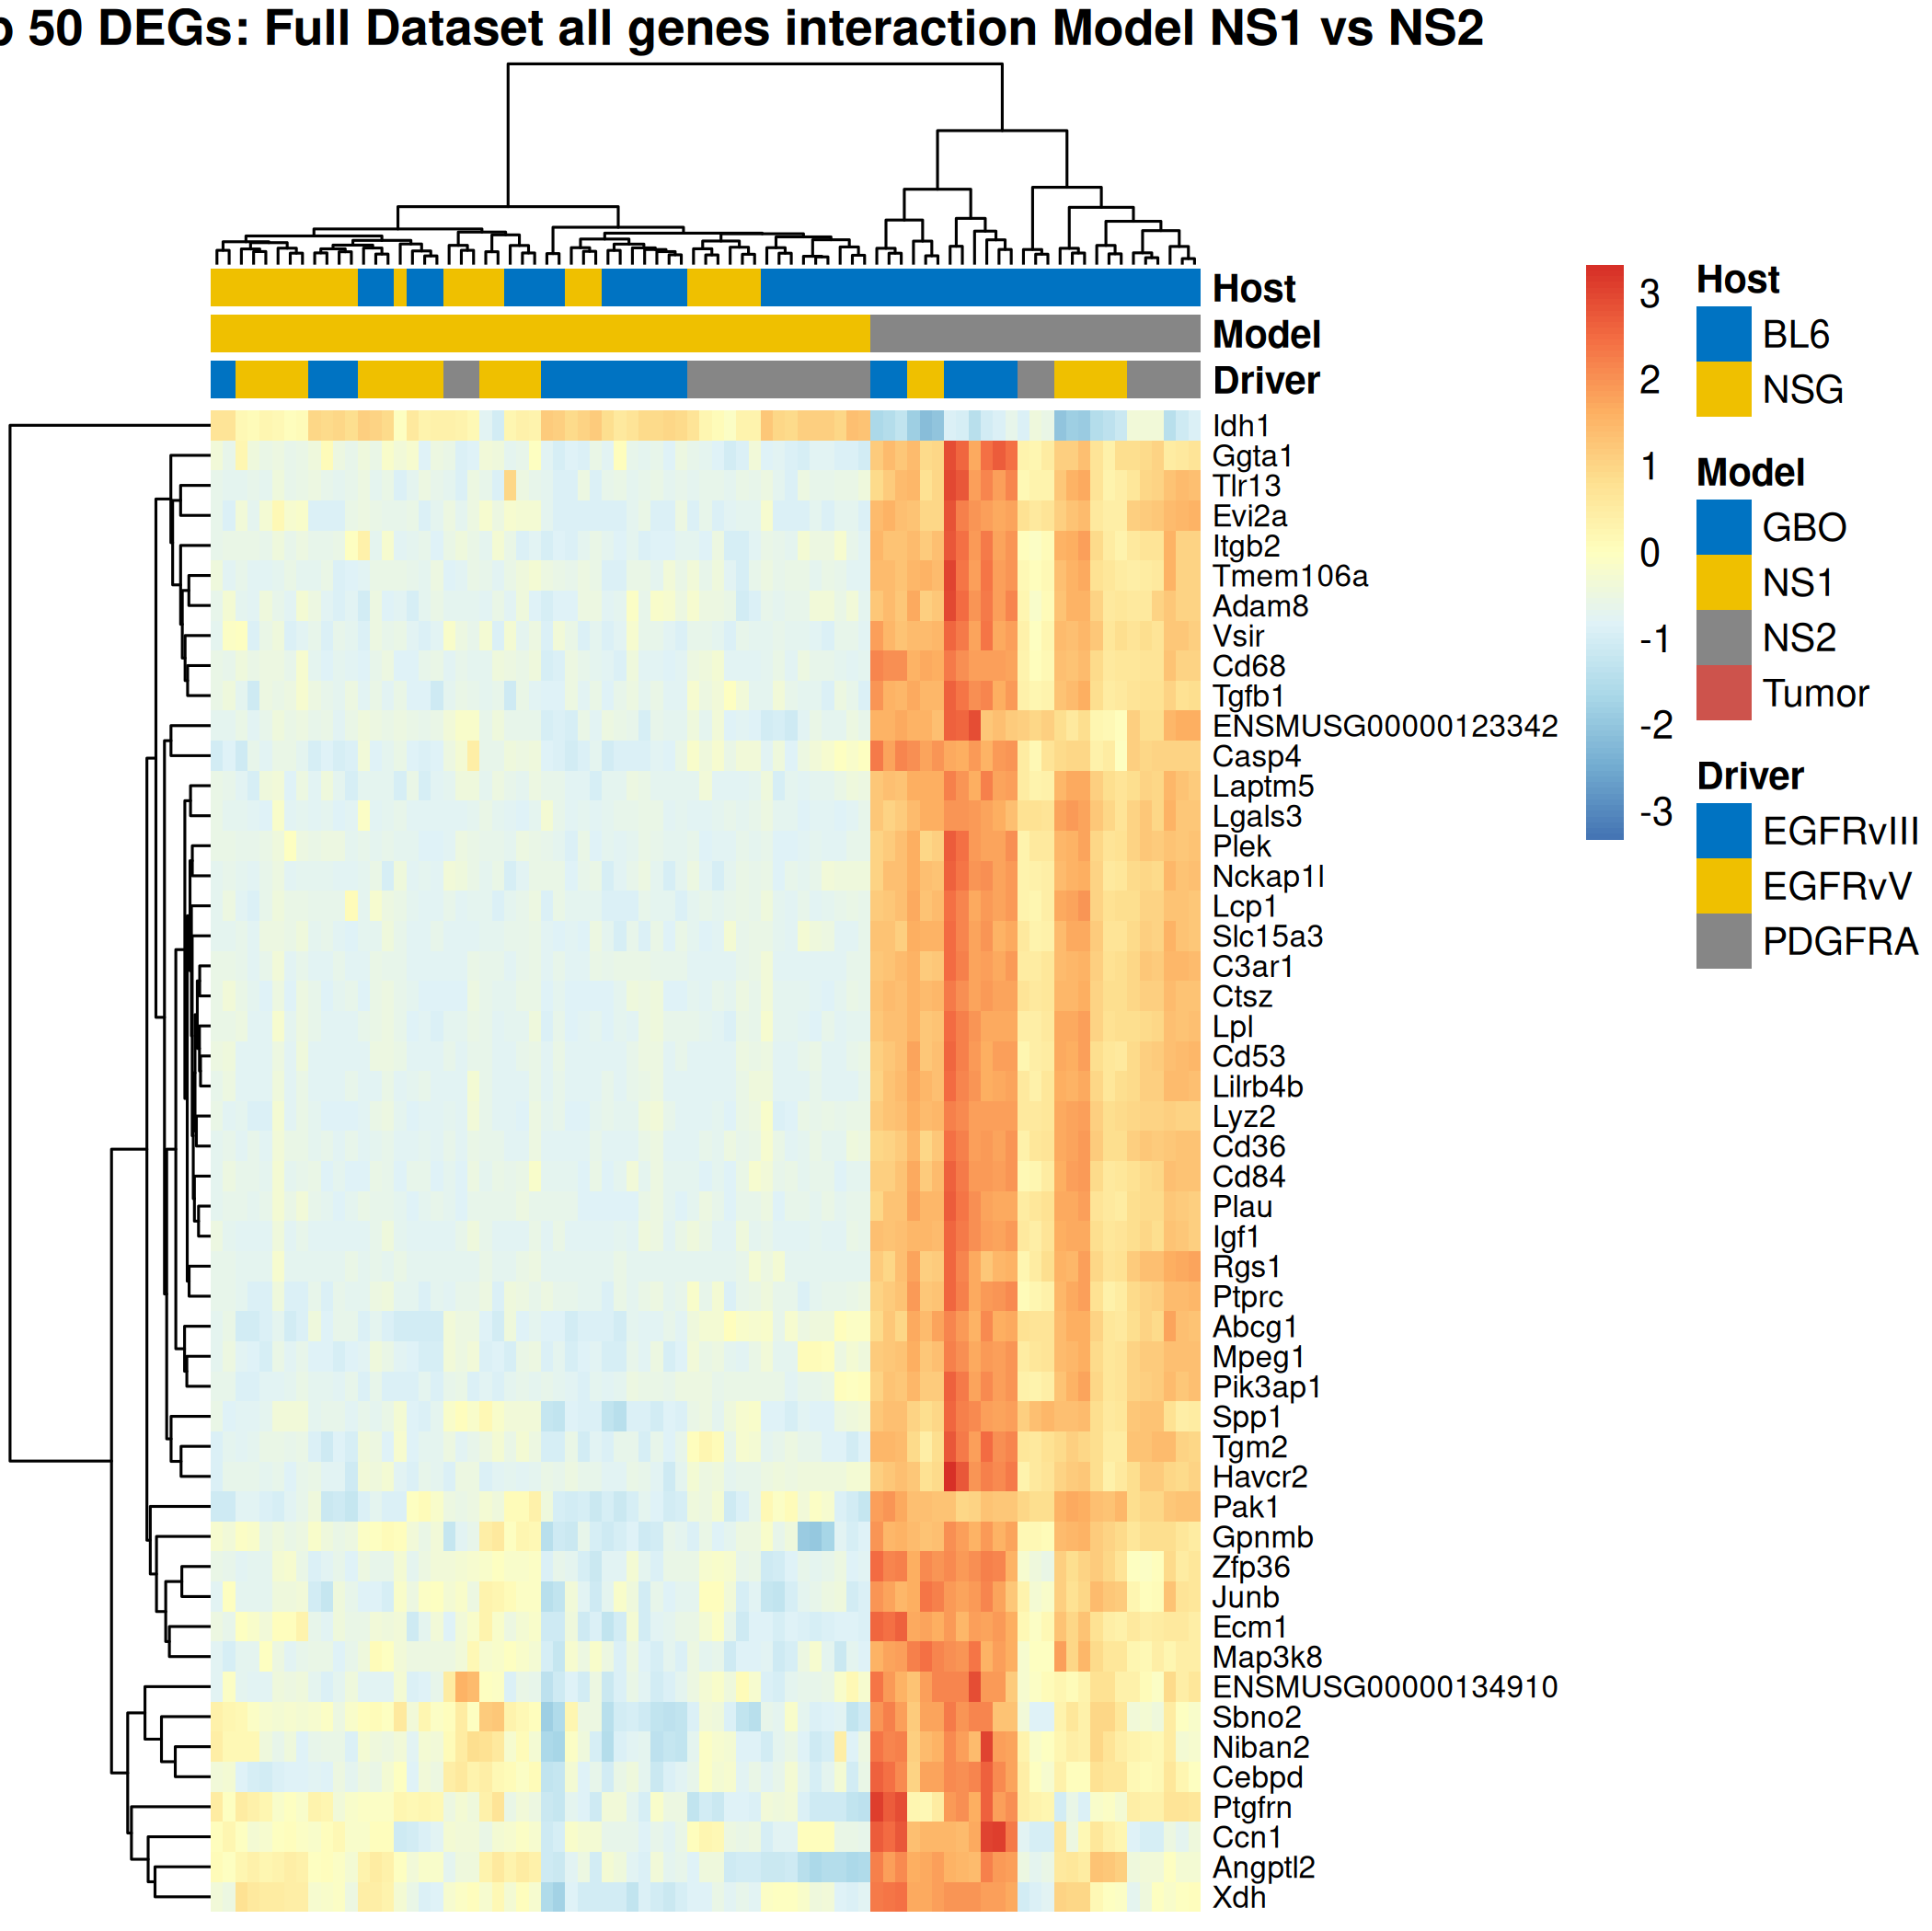 50 DEGs: Full Dataset all genes interaction Model NS1 vs NS2
Host
Model
Driver
Idh1
Ggta1
Tlr13
Evi2a
Itgb2
Tmem106a
Adam8
Vsir
Cd68
Tgfb1
ENSMUSG00000123342
Casp4
Laptm5
Lgals3
Plek
Nckap1l
Lcp1
Slc15a3
C3ar1
Ctsz
Lpl
Cd53
Lilrb4b
Lyz2
Cd36
Cd84
Plau
Igf1
Rgs1
Ptprc
Abcg1
Mpeg1
Pik3ap1
Spp1
Tgm2
Havcr2
Pak1
Gpnmb
Zfp36
Junb
Ecm1
Map3k8
ENSMUSG00000134910
Sbno2
Niban2
Cebpd
Ptgfrn
Ccn1
Angptl2
Xdh
3
2
1
0
-1
-2
-3
Host
BL6
NSG
Model
GBO
NS1
NS2
Tumor
Driver
EGFRvIII
EGFRvV
PDGFRA